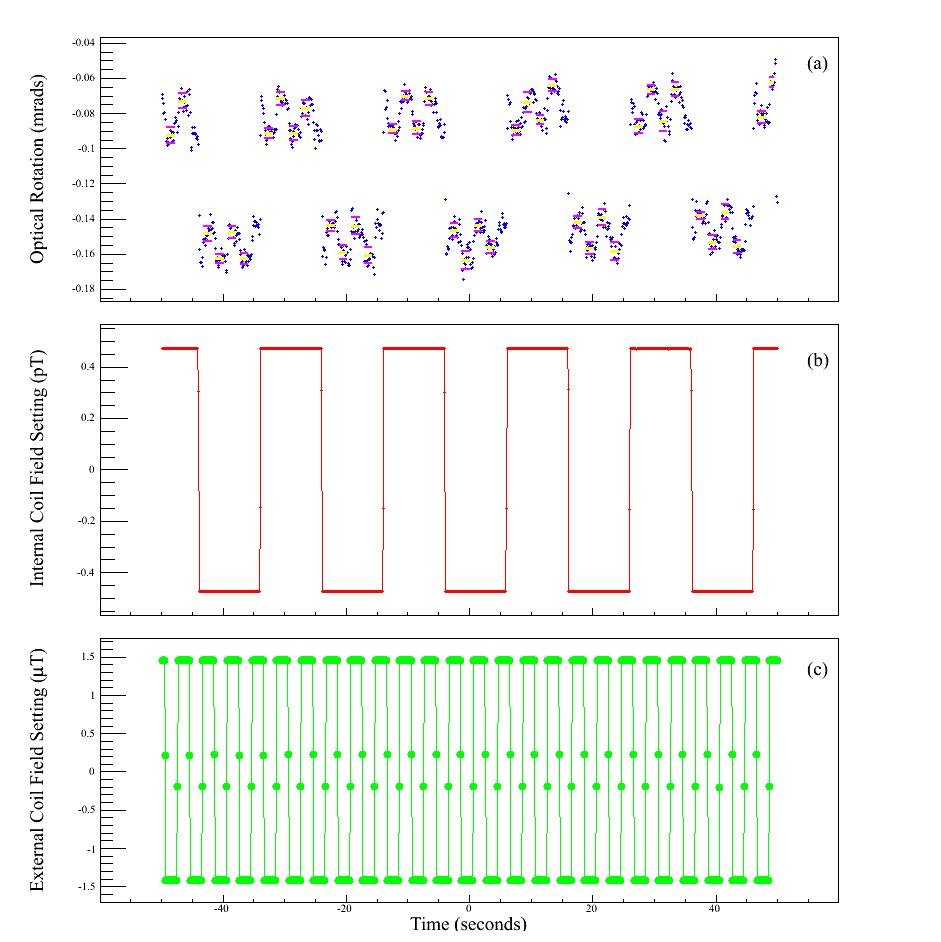 -0.04
-0.06
-0.08
-0.1
-0.12
-0.14
-0.16
-0.18
Optical Rotation (mrads)
(a)
0.4
0.2
0
-0.2
-0.4
Internal Coil Field Setting (pT)
(b)
1.5
1
0.5
0
-0.5
-1
-1.5
External Coil Field Setting (μT)
(c)
-40 -20 0 20 40
Time (seconds)